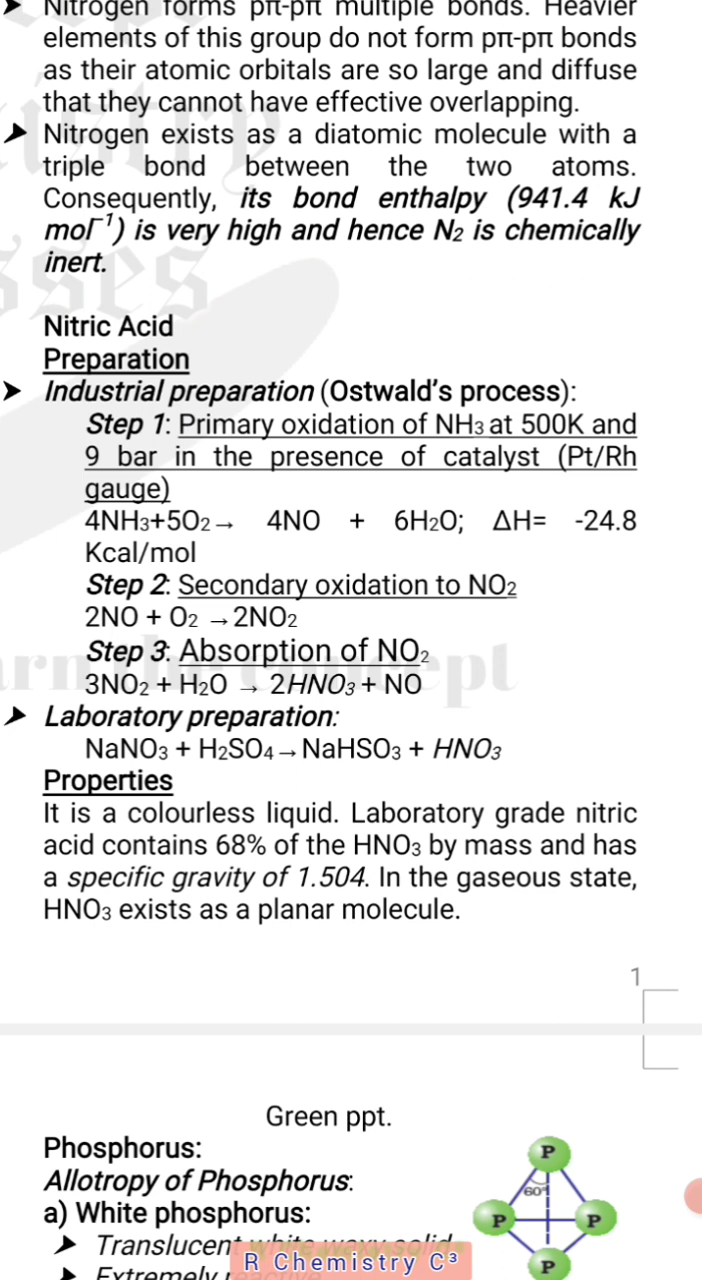 ➤ Nitrogen forms pπ-pπ multiple bonds. Heavier
elements of this group do not form pπ-pπ bonds
as their atomic orbitals are so large and diffuse
that they cannot have effective overlapping.
➤ Nitrogen exists as a diatomic molecule with a
triple bond between the two atoms.
Consequently, its bond enthalpy (941.4 kJ
mol⁻¹) is very high and hence N₂ is chemically
inert.
Nitric Acid
Preparation
➤ Industrial preparation (Ostwald's process):
Step 1: Primary oxidation of NH₃ at 500K and
9 bar in the presence of catalyst (Pt/Rh
gauge)
4NH₃+5O₂→ 4NO + 6H₂O; ΔH= -24.8
Kcal/mol
Step 2: Secondary oxidation to NO₂
2NO + O₂ →2NO₂
Step 3: Absorption of NO₂
3NO₂ + H₂O → 2HNO₃ + NO
➤ Laboratory preparation:
NaNO₃ + H₂SO₄→ NaHSO₃ + HNO₃
Properties
It is a colourless liquid. Laboratory grade nitric
acid contains 68% of the HNO₃ by mass and has
a specific gravity of 1.504. In the gaseous state,
HNO₃ exists as a planar molecule.
1
Green ppt.
Phosphorus:
Allotropy of Phosphorus:
a) White phosphorus:
➤ Translucent white waxy solid
➤ Extremely reactive
P
60°
P
P
P
R Chemistry C³